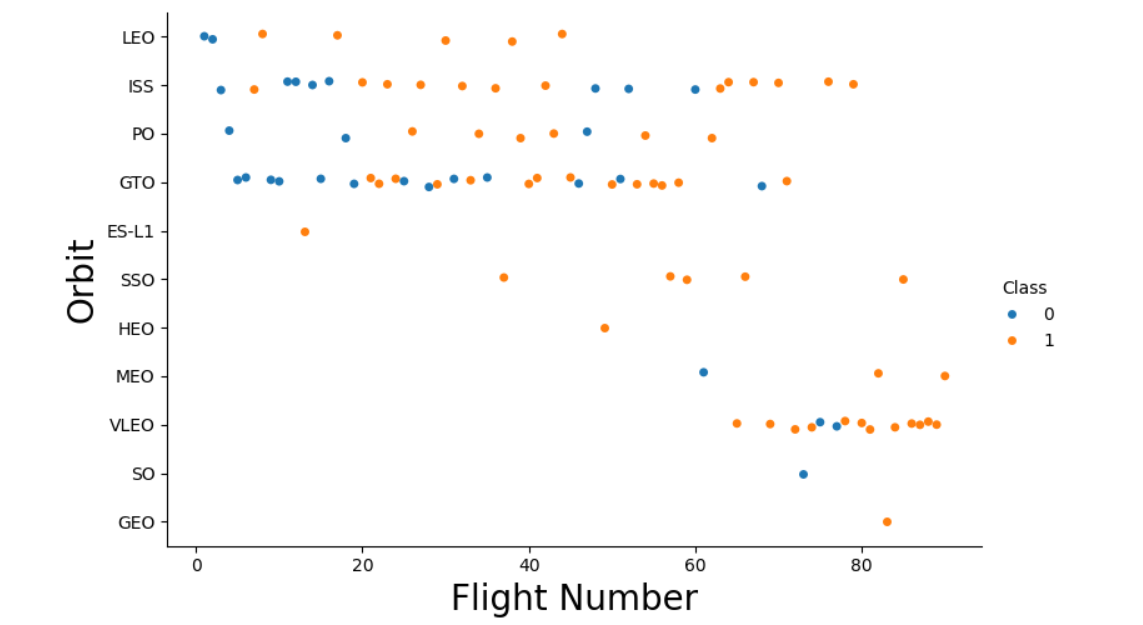 LEO
ISS
PO
GTO
ES-L1
SSO
HEO
MEO
VLEO
SO
GEO
Orbit
0 20 40 60 80
Flight Number
Class
0
1